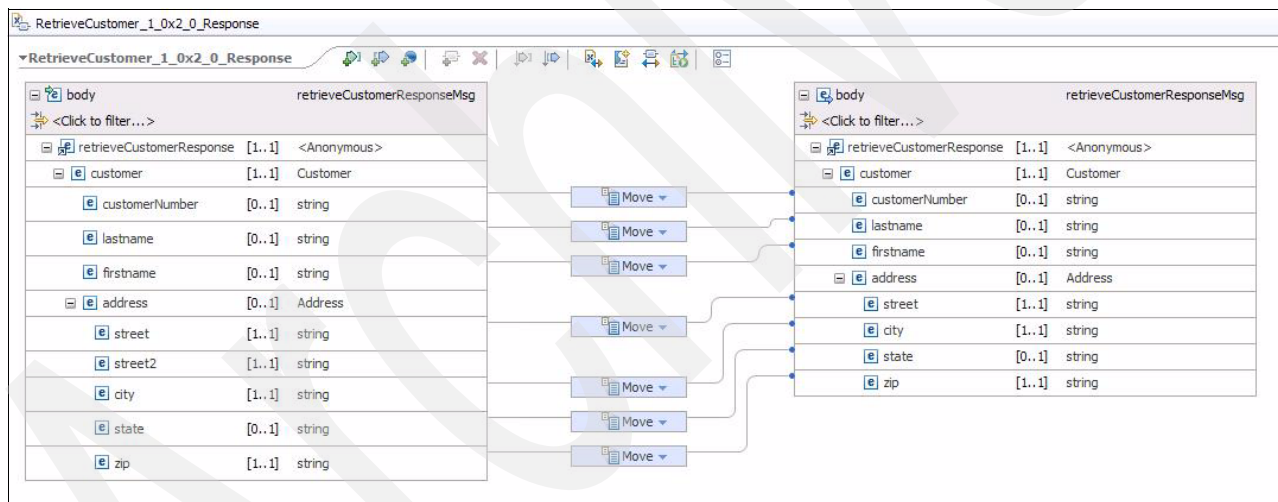 RetrieveCustomer_1_0x2_0_Response
RetrieveCustomer_1_0x2_0_Response
body retrieveCustomerResponseMsg
<Click to filter...>
retrieveCustomerResponse [1..1] <Anonymous>
customer [1..1] Customer
customerNumber [0..1] string
lastname [0..1] string
firstname [0..1] string
address [0..1] Address
street [1..1] string
street2 [1..1] string
city [1..1] string
state [0..1] string
zip [1..1] string
Move
Move
Move
Move
Move
Move
Move
body retrieveCustomerResponseMsg
<Click to filter...>
retrieveCustomerResponse [1..1] <Anonymous>
customer [1..1] Customer
customerNumber [0..1] string
lastname [0..1] string
firstname [0..1] string
address [0..1] Address
street [1..1] string
city [1..1] string
state [0..1] string
zip [1..1] string